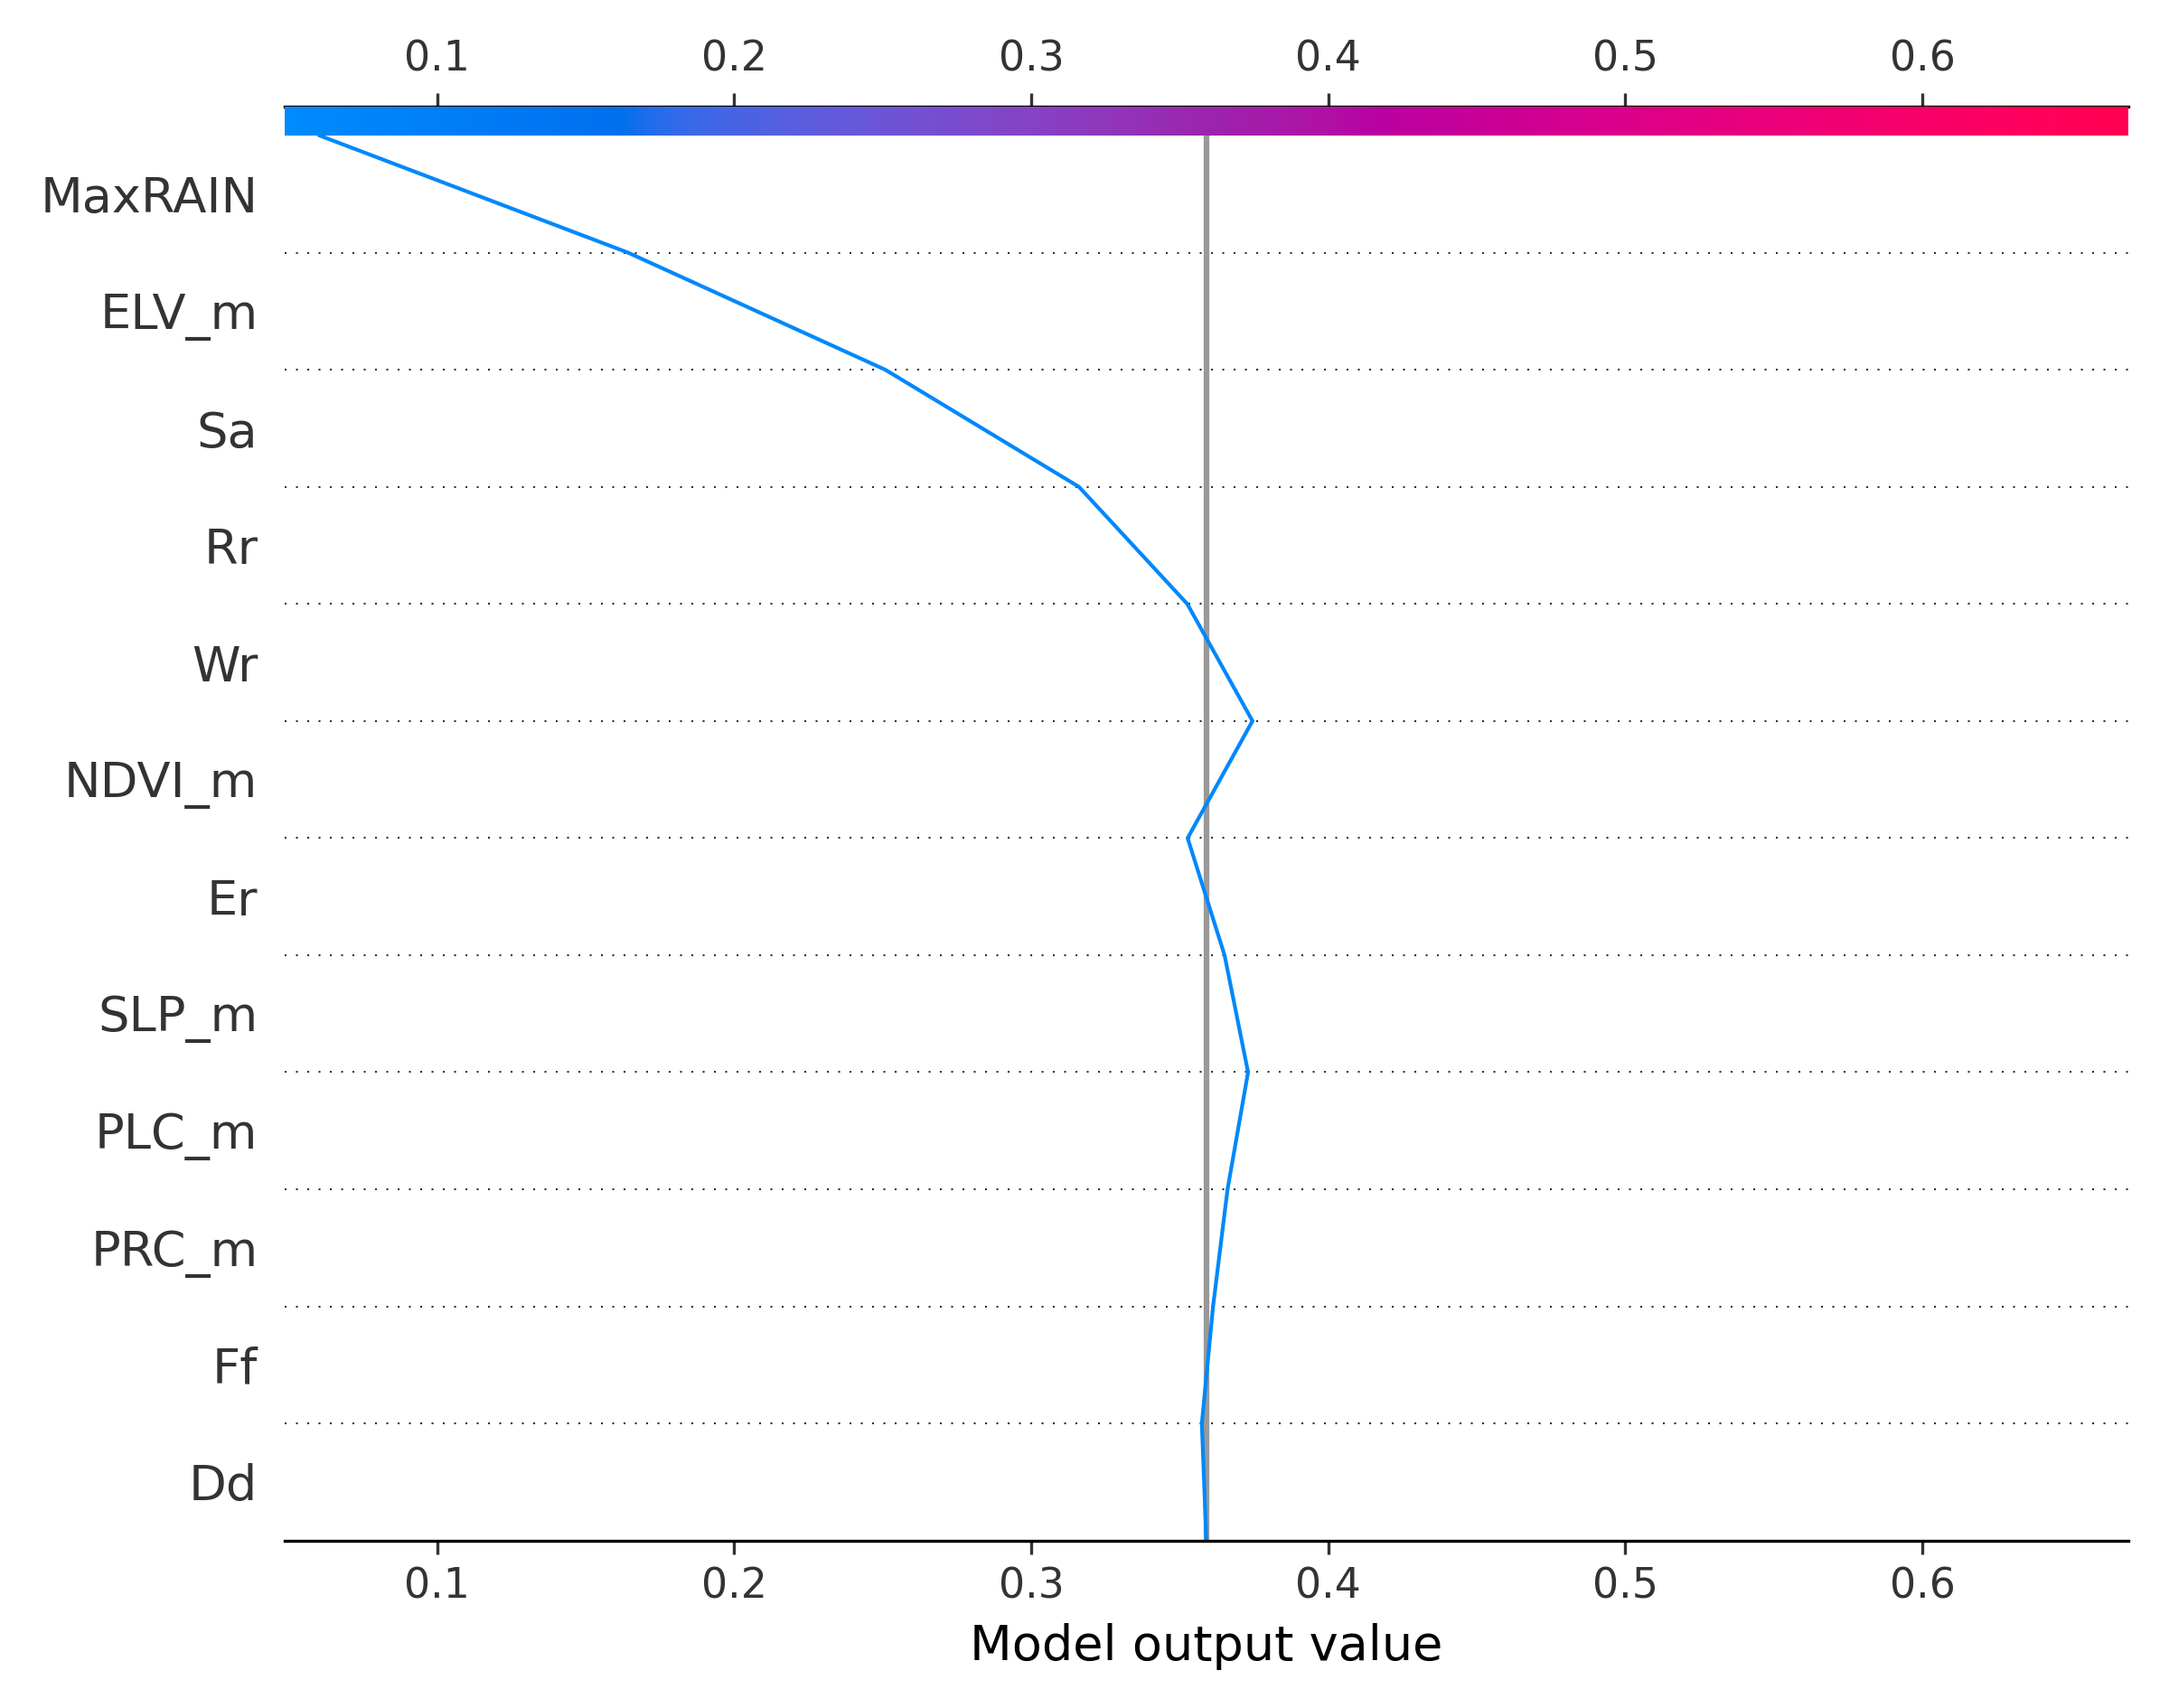 0.1 0.2 0.3 0.4 0.5 0.6
MaxRAIN
ELV_m
Sa
Rr
Wr
NDVI_m
Er
SLP_m
PLC_m
PRC_m
Ff
Dd
0.1 0.2 0.3 0.4 0.5 0.6
Model output value